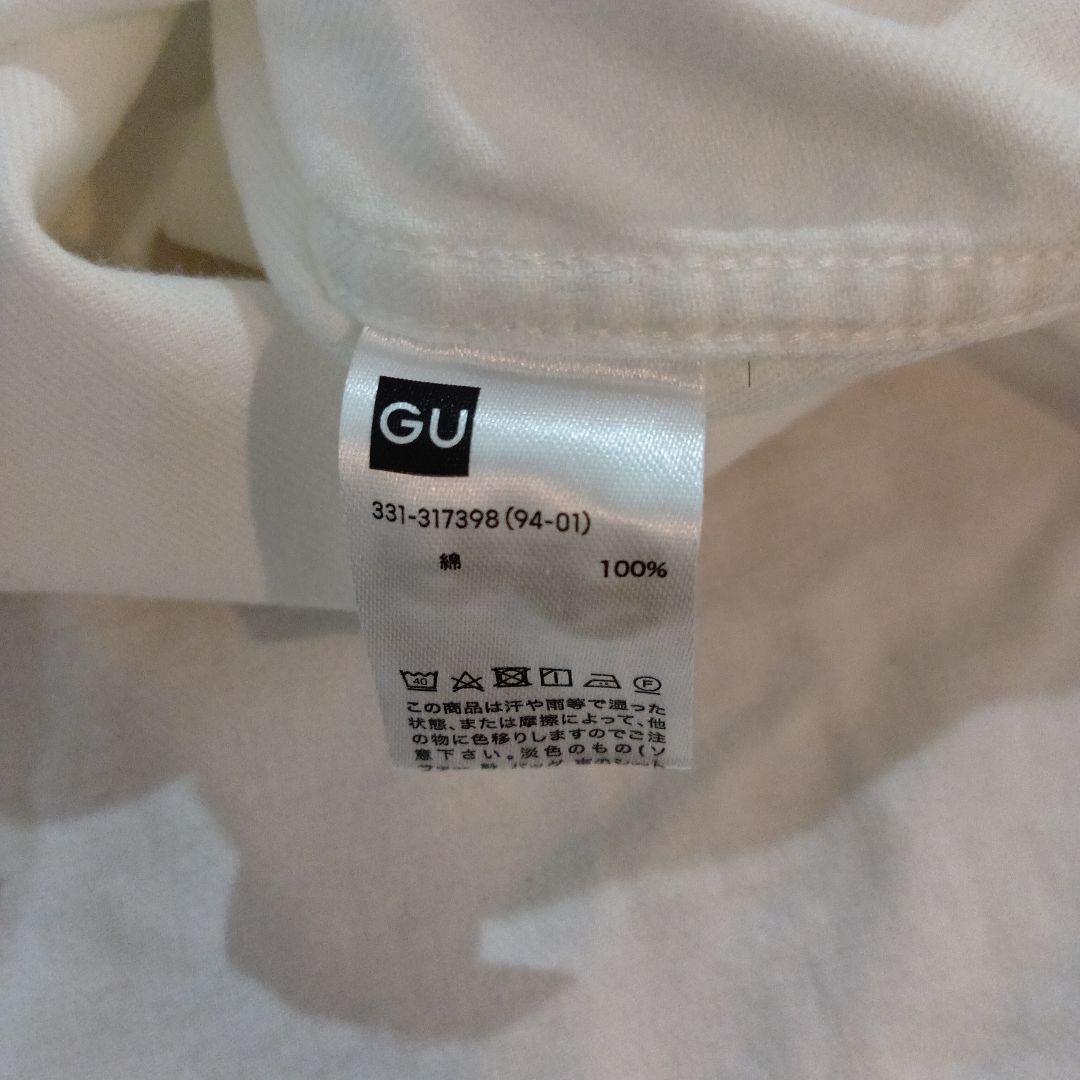 GU
331-317398(94-01)
綿 100%
40
F
この商品は汗や雨等で湿った
状態、または摩擦によって、他
の物に色移りしますのでご注
意下さい。淡色のもの(ソ